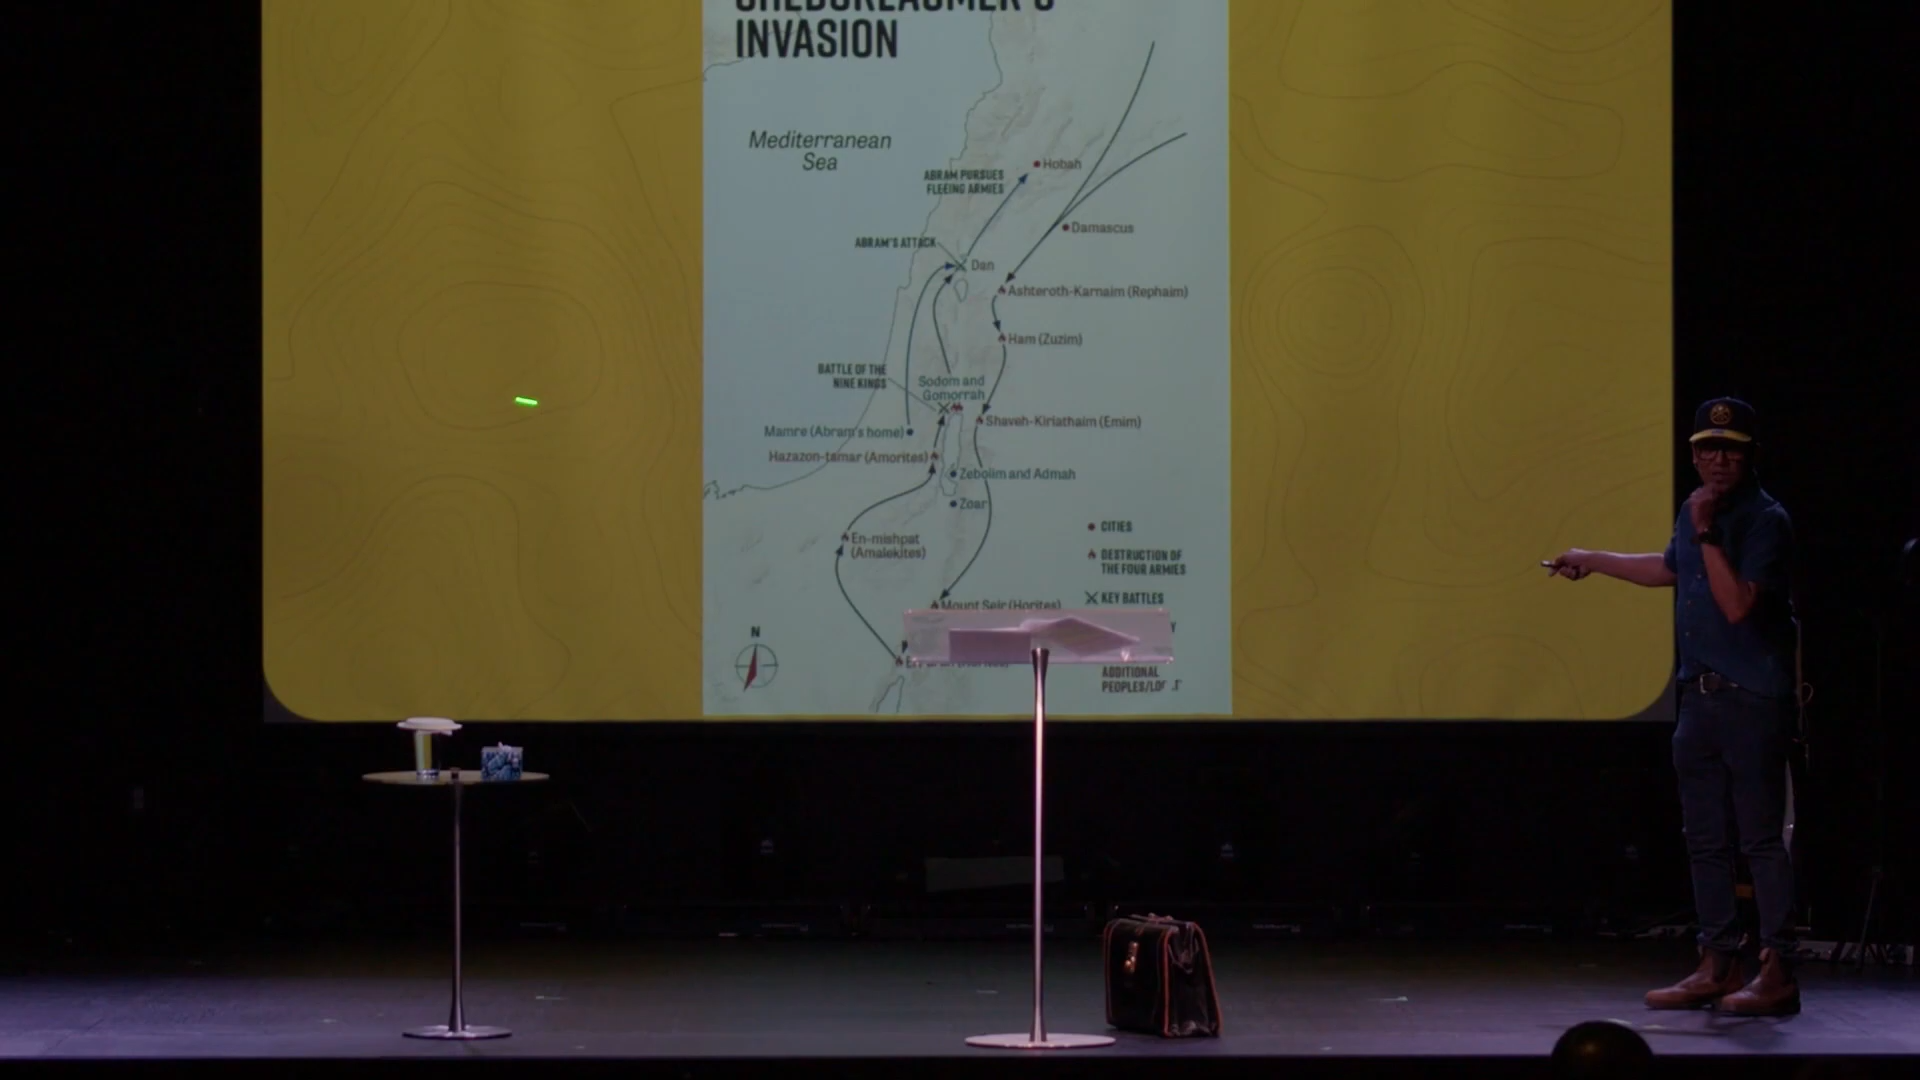 INVASION
Mediterranean
Sea
Hobah
ABRAM PURSUES
FLEEING ARMIES
Damascus
ABRAM'S ATTACK
Dan
Ashteroth-Karnaim (Rephaim)
Ham (Zuzim)
BATTLE OF THE
NINE KINGS
Sodom and
Gomorrah
Shaveh-Kiriathaim (Emim)
Mamre (Abram's home)
Hazazon-tamar (Amorites)
Zeboiim and Admah
Zoar
En-mishpat
(Amalekites)
CITIES
DESTRUCTION OF
THE FOUR ARMIES
KEY BATTLES
Mount Seir (Horites)
N
ADDITIONAL